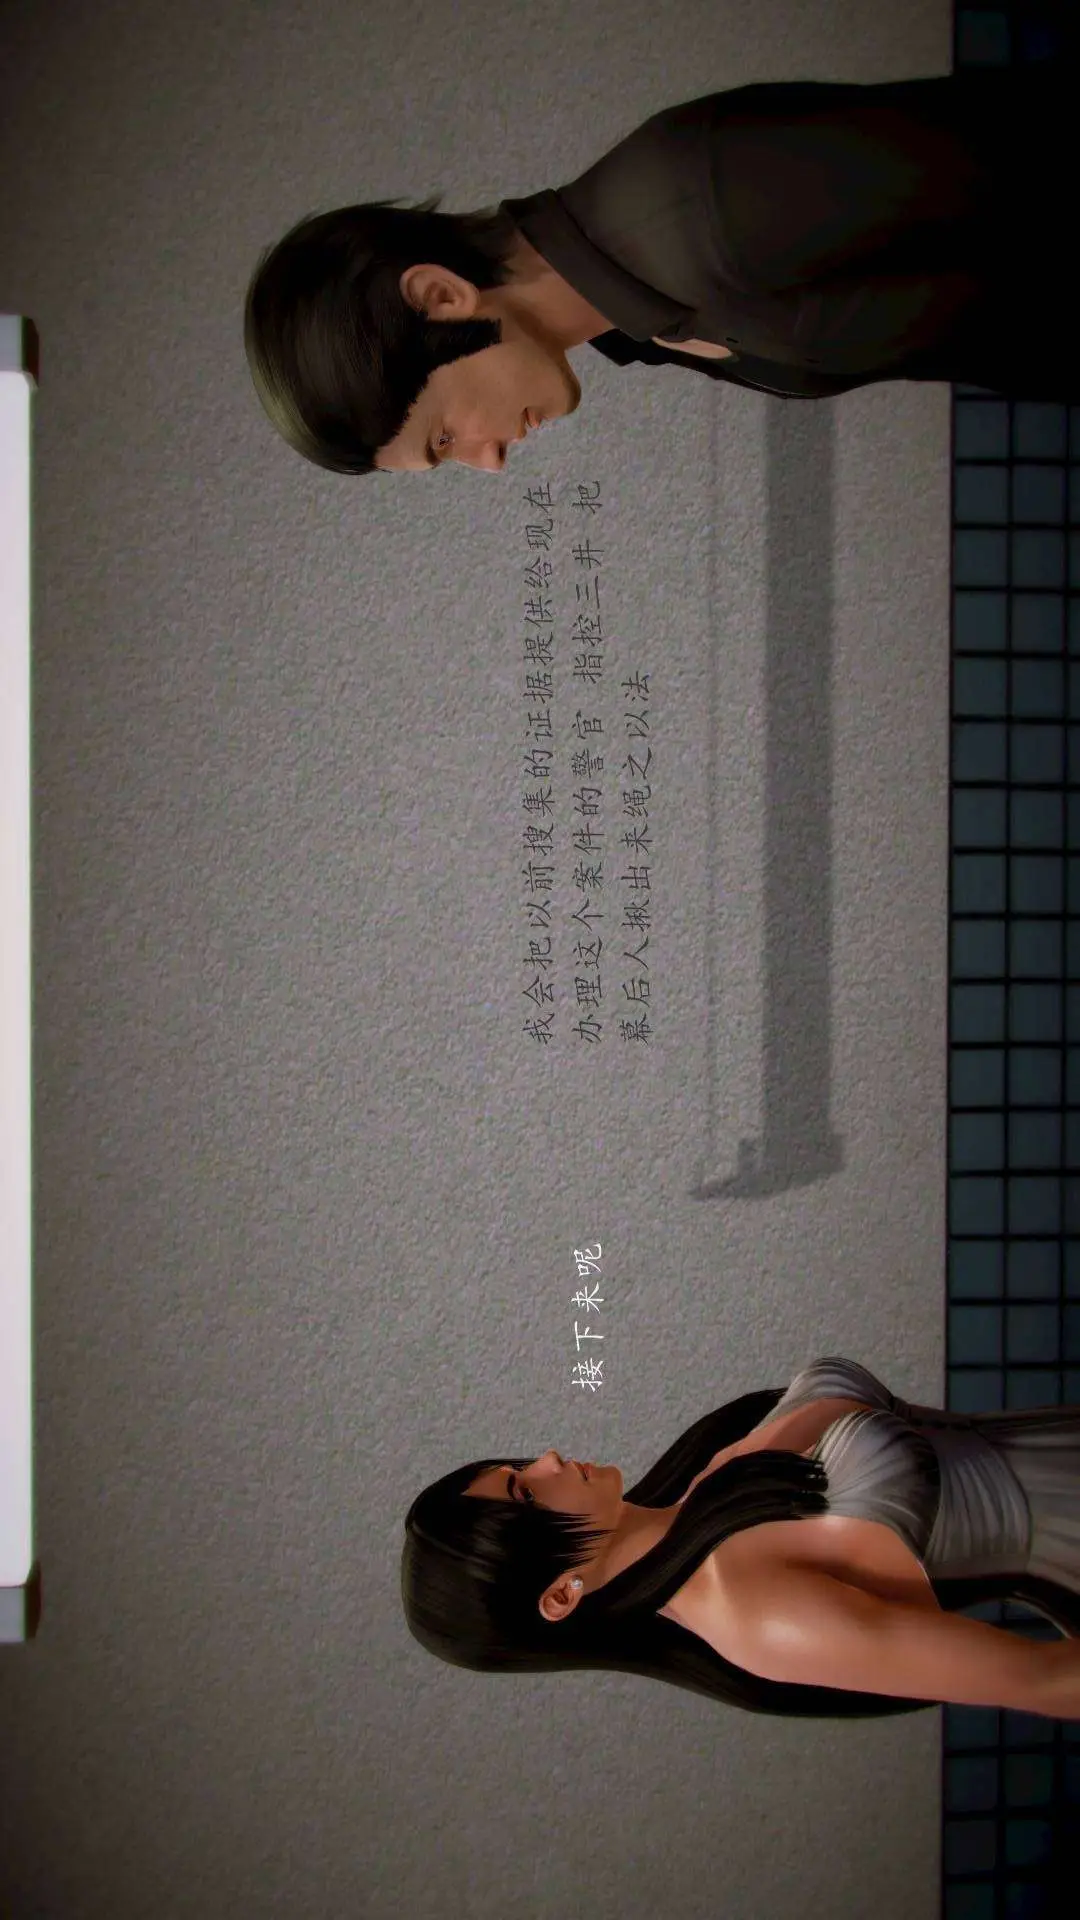 接下来呢
我会把以前搜集的证据提供给现在
办理这个案件的警官 指控三井 把
幕后人揪出来绳之以法